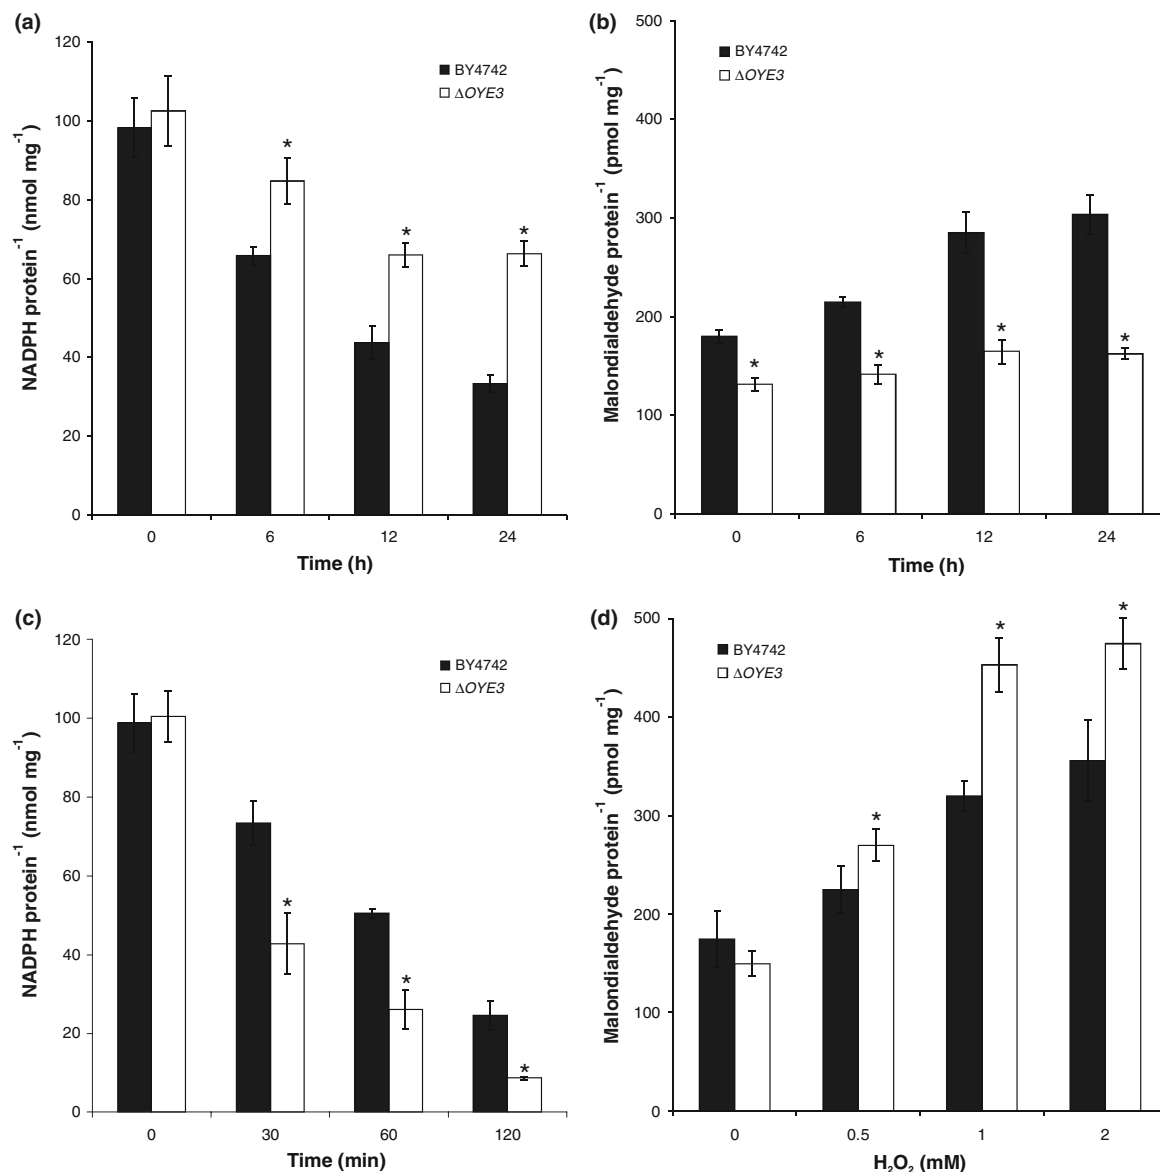 (a)
120
100
80
60
40
20
0
NADPH protein⁻¹ (nmol mg⁻¹)
BY4742
ΔOYE3
*
*
*
0 6 12 24
Time (h)
(b)
500
400
300
200
100
0
Malondialdehyde protein⁻¹ (pmol mg⁻¹)
BY4742
ΔOYE3
*
*
*
*
0 6 12 24
Time (h)
(c)
120
100
80
60
40
20
0
NADPH protein⁻¹ (nmol mg⁻¹)
BY4742
ΔOYE3
*
*
*
0 30 60 120
Time (min)
(d)
500
400
300
200
100
0
Malondialdehyde protein⁻¹ (pmol mg⁻¹)
BY4742
ΔOYE3
*
*
*
0 0.5 1 2
H₂O₂ (mM)